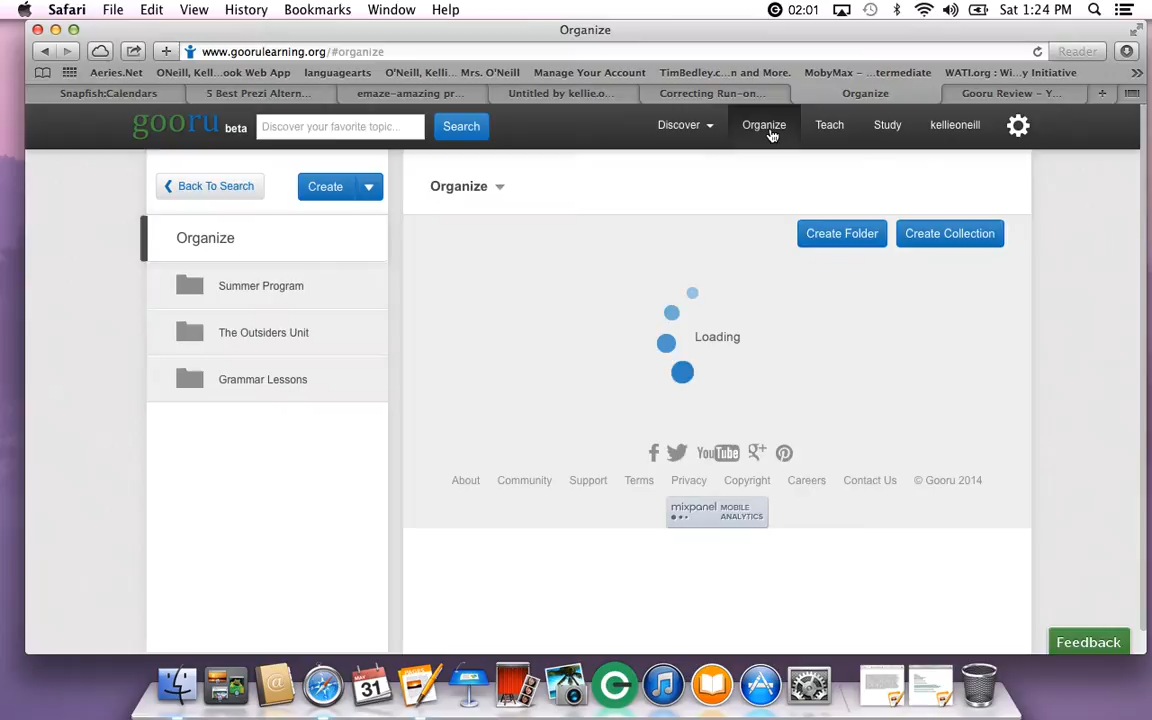 Safari File Edit View History Bookmarks Window Help 02:01 Sat 1:24 PM
Organize
www.goorulearning.org/#organize Reader
Aeries.Net ONeill, Kell...ook Web App languagearts O'Neill, Kelli... Mrs. O'Neill Manage Your Account TimBedley.c...n and More. MobyMax - ...termediate WATI.org : Wi...y Initiative
Snapfish:Calendars 5 Best Prezi Altern... emaze-amazing pr... Untitled by kellie.o... Correcting Run-on... Organize Gooru Review – Y...
gooru beta Discover your favorite topic... Search Discover Organize Teach Study kellieoneill
Back To Search Create Organize
Organize Create Folder Create Collection
Summer Program
The Outsiders Unit Loading
Grammar Lessons
f You Tube g+
About Community Support Terms Privacy Copyright Careers Contact Us © Gooru 2014
mixpanel MOBILE ANALYTICS
Feedback
31